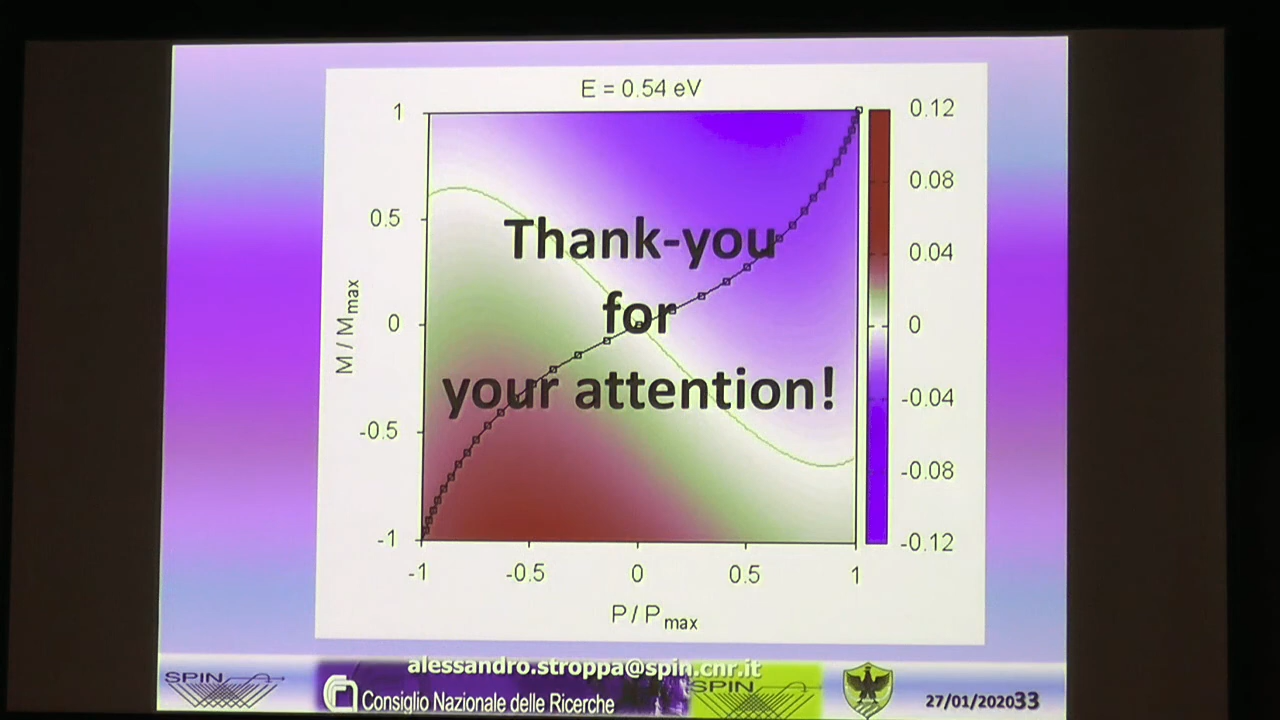 E = 0.54 eV
1
0.5
0
-0.5
-1
M / Mmax
-1
-0.5
0
0.5
1
P / Pmax
0.12
0.08
0.04
0
-0.04
-0.08
-0.12
Thank-you
for
your attention!
alessandro.stroppa@spin.cnr.it
SPIN
Consiglio Nazionale delle Ricerche
SPIN
27/01/2020
33